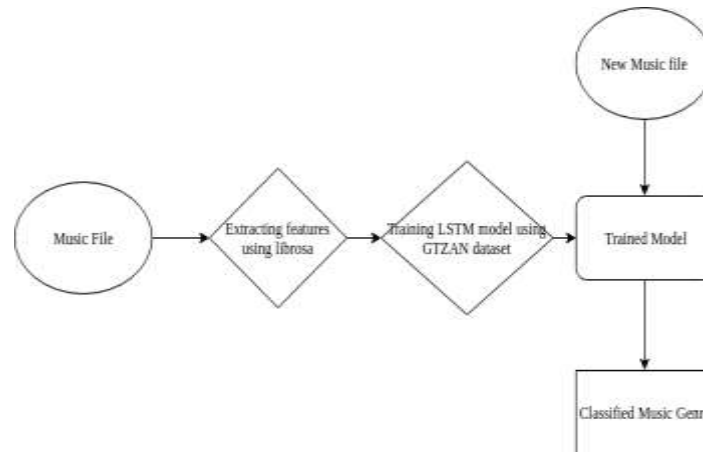 New Music file
Music File
Extracting features
using librosa
Training LSTM model using
GTZAN dataset
Trained Model
Classified Music Genr